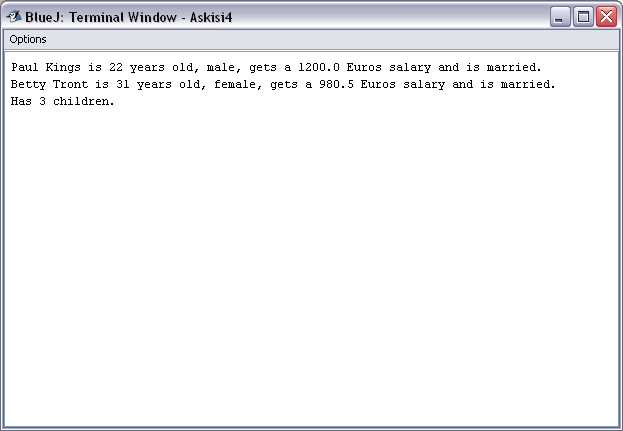 BlueJ: Terminal Window - Askisi4
Options
Paul Kings is 22 years old, male, gets a 1200.0 Euros salary and is married.
Betty Tront is 31 years old, female, gets a 980.5 Euros salary and is married.
Has 3 children.